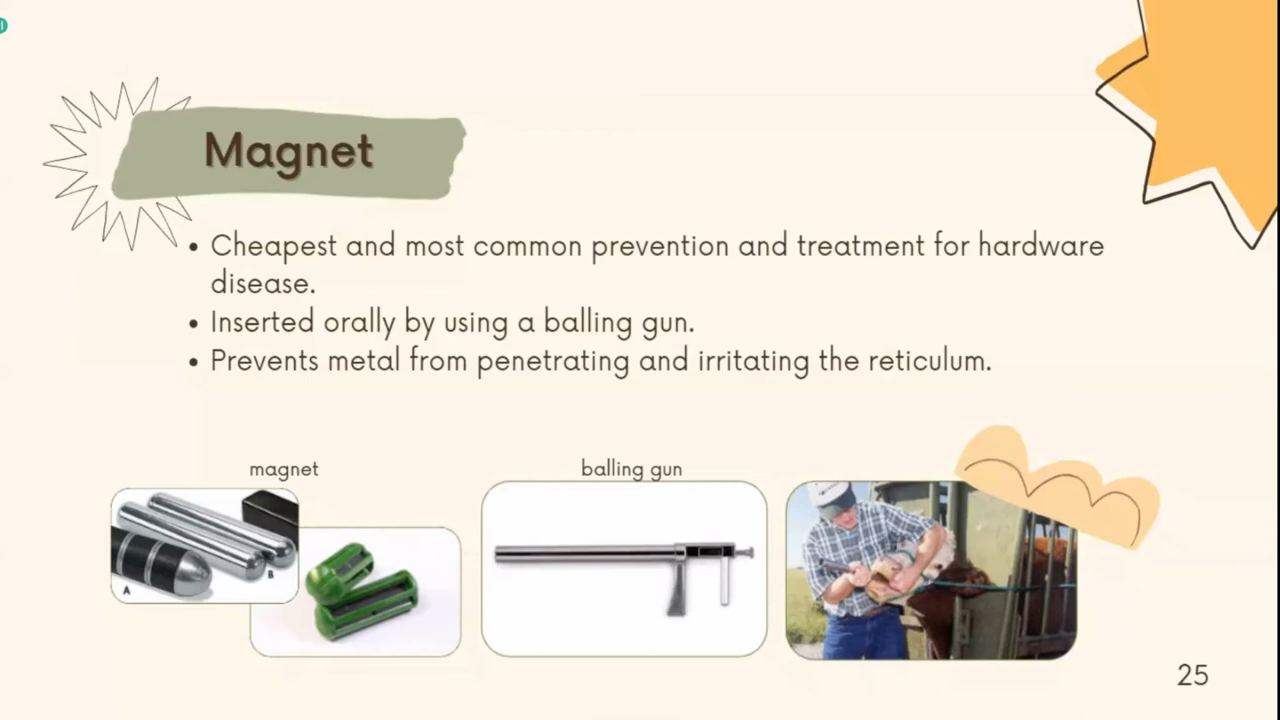 Magnet
• Cheapest and most common prevention and treatment for hardware
disease.
• Inserted orally by using a balling gun.
• Prevents metal from penetrating and irritating the reticulum.
magnet
balling gun
A
B
25